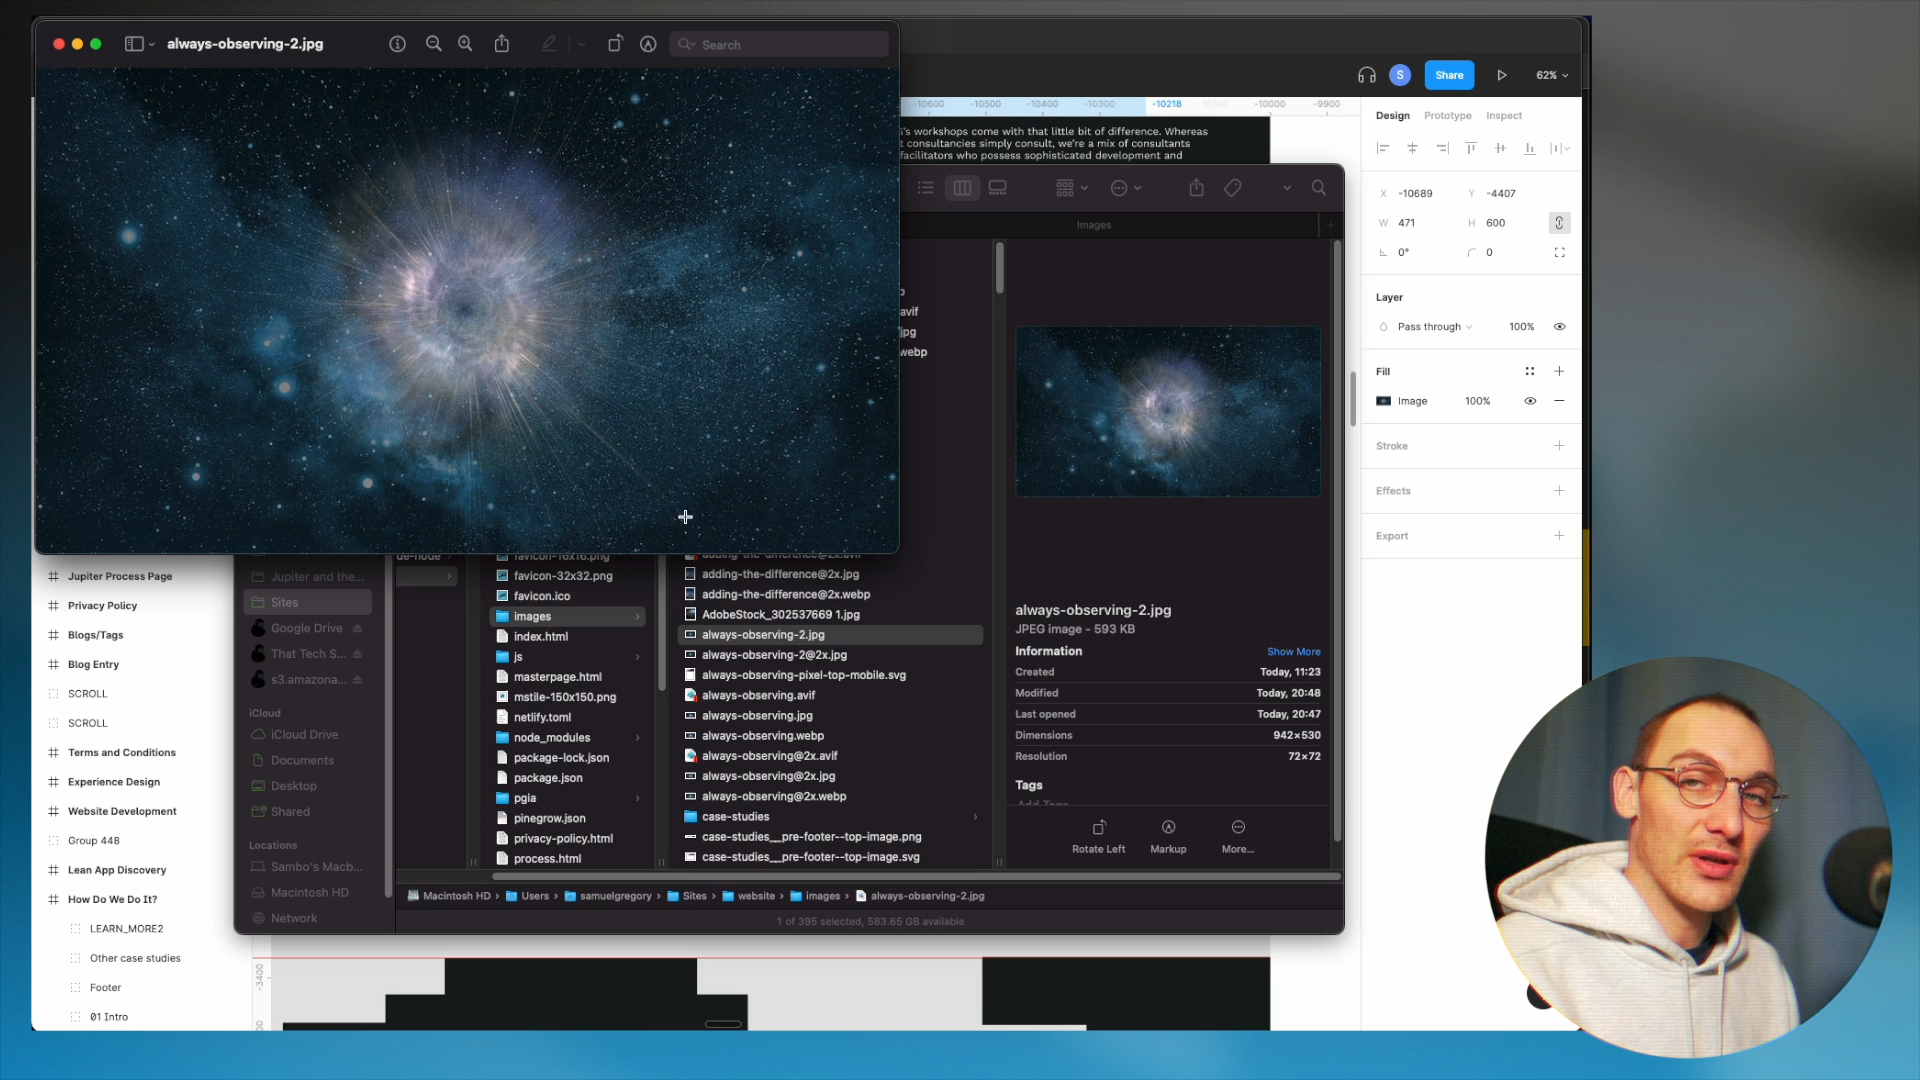 always-observing-2.jpg
Search
S
Share
62%
-10600
-10500
-10400
-10300
-10218
-10000
-9900
's workshops come with that little bit of difference. Whereas
t consultancies simply consult, we're a mix of consultants
facilitators who possess sophisticated development and
Images
avif
jpg
webp
Design
Prototype
Inspect
X
-10689
Y
-4407
W
471
H
600
0°
0
Layer
Pass through
100%
Fill
Image
100%
Stroke
Effects
Export
Jupiter Process Page
Privacy Policy
Blogs/Tags
Blog Entry
SCROLL
SCROLL
Terms and Conditions
Experience Design
Website Development
Group 448
Lean App Discovery
How Do We Do It?
LEARN_MORE2
Other case studies
Footer
01 Intro
Jupiter and the...
Sites
Google Drive
That Tech S...
s3.amazona...
iCloud
iCloud Drive
Documents
Desktop
Shared
Locations
Sambo's Macb...
Macintosh HD
Network
de-node
favicon-16x16.png
favicon-32x32.png
favicon.ico
images
index.html
js
masterpage.html
mstile-150x150.png
netlify.toml
node_modules
package-lock.json
package.json
pgia
pinegrow.json
privacy-policy.html
process.html
adding-the-difference@2x.avif
adding-the-difference@2x.jpg
adding-the-difference@2x.webp
AdobeStock_302537669 1.jpg
always-observing-2.jpg
always-observing-2@2x.jpg
always-observing-pixel-top-mobile.svg
always-observing.avif
always-observing.jpg
always-observing.webp
always-observing@2x.avif
always-observing@2x.jpg
always-observing@2x.webp
case-studies
case-studies__pre-footer--top-image.png
case-studies__pre-footer--top-image.svg
always-observing-2.jpg
JPEG image - 593 KB
Information
Show More
Created
Today, 11:23
Modified
Today, 20:48
Last opened
Today, 20:47
Dimensions
942×530
Resolution
72×72
Tags
Add Tags
Rotate Left
Markup
More...
Macintosh HD › Users › samuelgregory › Sites › website › images › always-observing-2.jpg
1 of 395 selected, 583.65 GB available
-3400